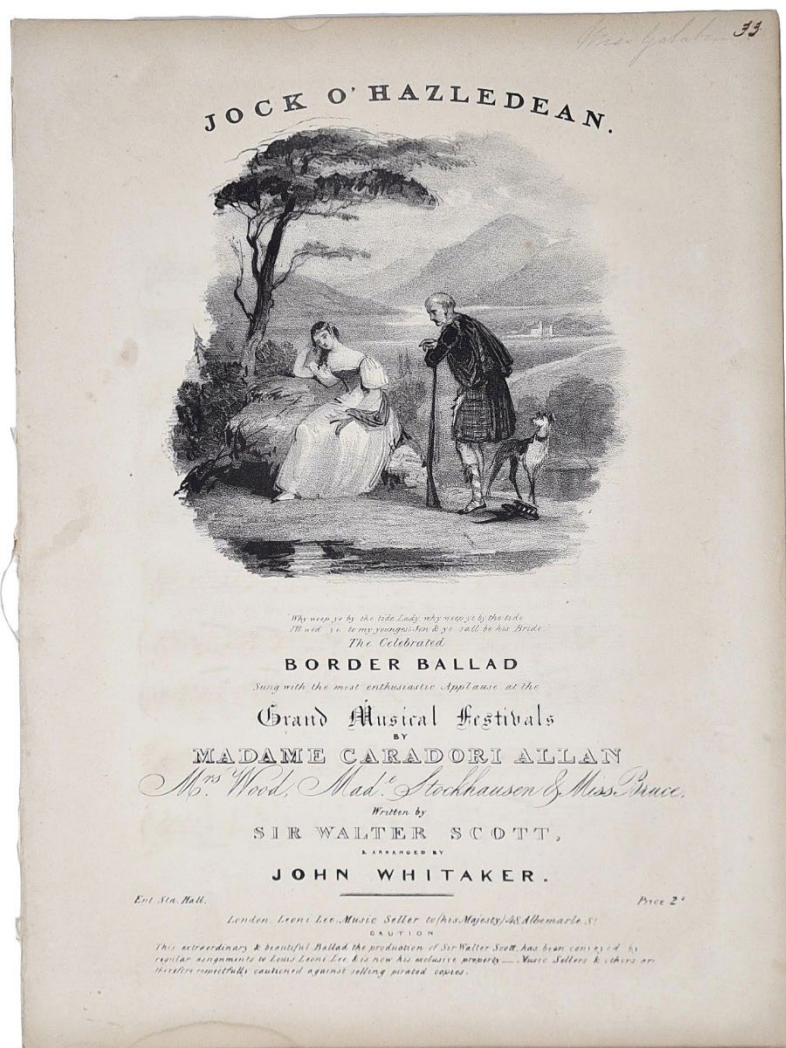 33
JOCK O' HAZLEDEAN.
Why weep ye by the tide Lady, why weep ye by the tide
I'll wed ye to my youngest Son & ye sall be his Bride
The Celebrated
BORDER BALLAD
Sung with the most enthusiastic Applause at the
Grand Musical Festivals
BY
MADAME CARADORI ALLAN
Mrs. Wood, Made. Stockhausen & Miss Bruce.
Written by
SIR WALTER SCOTT,
& ARRANGED BY
JOHN WHITAKER.
Ent. Sta. Hall. Price 2s
London, Leoni Lee, Music Seller to (his Majesty) 48 Albemarle St
CAUTION
This extraordinary & beautiful Ballad the production of Sir Walter Scott, has been conveyed by
regular assignments to Louis Leoni Lee, & is now his exclusive property — Music Sellers & others are
therefore respectfully cautioned against selling pirated copies.